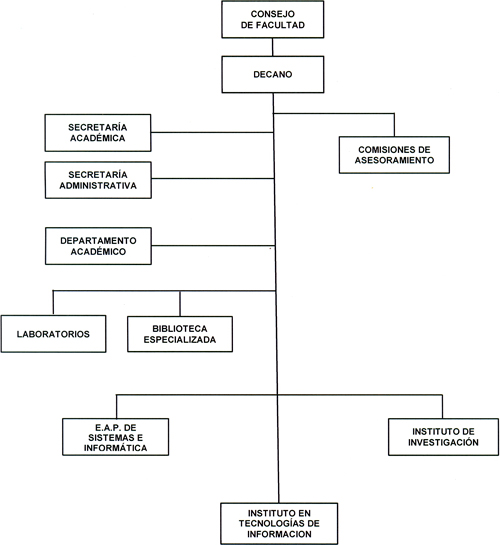 CONSEJO
DE FACULTAD
DECANO
SECRETARÍA
ACADÉMICA
COMISIONES DE
ASESORAMIENTO
SECRETARÍA
ADMINISTRATIVA
DEPARTAMENTO
ACADÉMICO
LABORATORIOS
BIBLIOTECA
ESPECIALIZADA
E.A.P. DE
SISTEMAS E
INFORMÁTICA
INSTITUTO DE
INVESTIGACIÓN
INSTITUTO EN
TECNOLOGÍAS DE
INFORMACION